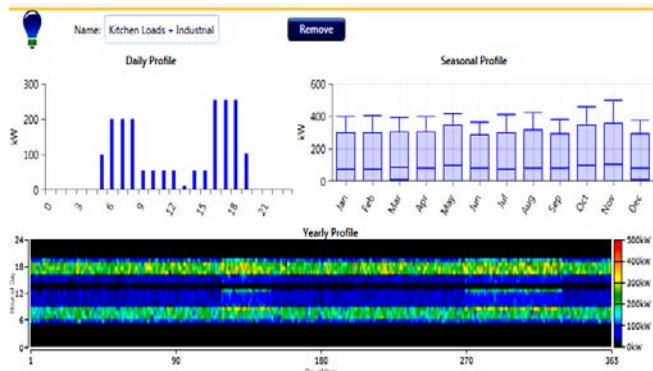 Name: Kitchen Loads + Industrial Remove
Daily Profile
300
200
100
0
kW
0 3 6 9 12 15 18 21
Seasonal Profile
600
400
200
0
kW
Jan Feb Mar Apr May Jun Jul Aug Sep Oct Nov Dec
Yearly Profile
24
18
12
6
0
Hour of Day
1 90 180 270 365
500kW
400kW
300kW
200kW
100kW
0kW